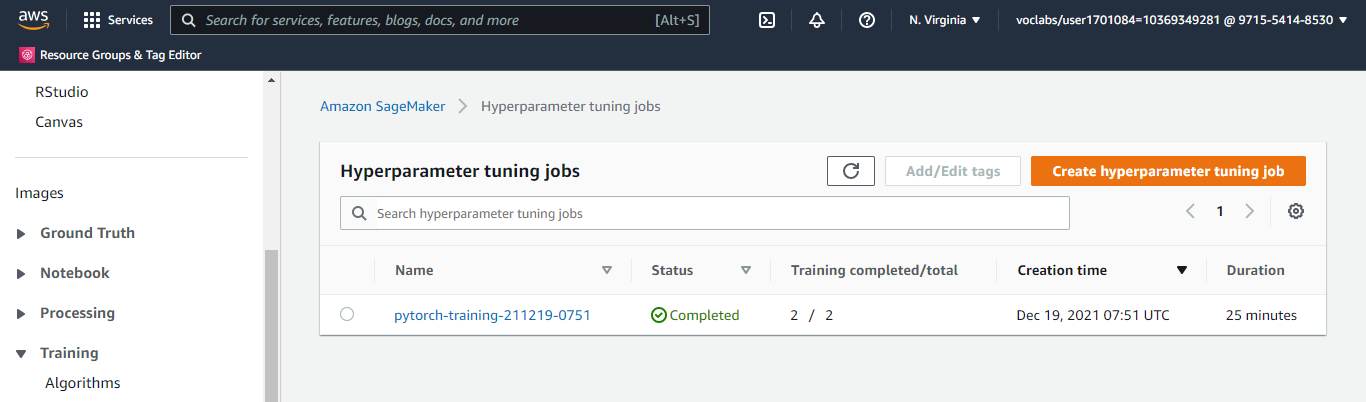 aws Services Search for services, features, blogs, docs, and more [Alt+S] N. Virginia voclabs/user1701084=10369349281 @ 9715-5414-8530
Resource Groups & Tag Editor
RStudio
Canvas
Images
Ground Truth
Notebook
Processing
Training
Algorithms
Amazon SageMaker Hyperparameter tuning jobs
Hyperparameter tuning jobs Add/Edit tags Create hyperparameter tuning job
Search hyperparameter tuning jobs 1
Name Status Training completed/total Creation time Duration
pytorch-training-211219-0751 Completed 2 / 2 Dec 19, 2021 07:51 UTC 25 minutes